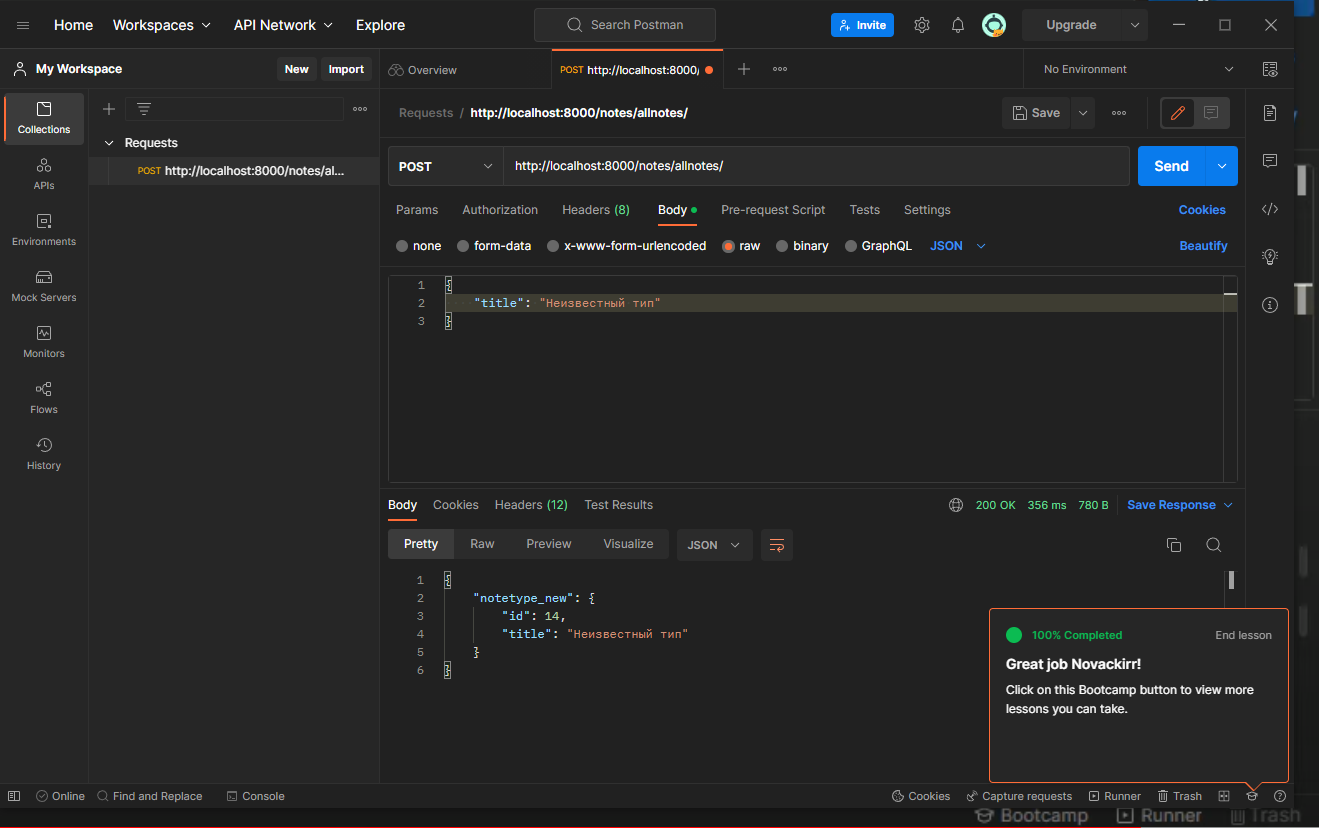 Home Workspaces API Network Explore Search Postman Invite Upgrade
My Workspace New Import Overview POST http://localhost:8000/ No Environment
Requests / http://localhost:8000/notes/allnotes/ Save
Collections
Requests
POST http://localhost:8000/notes/al...
APIs
Environments
Mock Servers
Monitors
Flows
History
POST http://localhost:8000/notes/allnotes/ Send
Params Authorization Headers (8) Body Pre-request Script Tests Settings Cookies
none form-data x-www-form-urlencoded raw binary GraphQL JSON Beautify
1 {
2 "title": "Неизвестный тип"
3 }
Body Cookies Headers (12) Test Results 200 OK 356 ms 780 B Save Response
Pretty Raw Preview Visualize JSON
1 {
2 "notetype_new": {
3 "id": 14,
4 "title": "Неизвестный тип"
5 }
6 }
100% Completed End lesson
Great job Novackirr!
Click on this Bootcamp button to view more
lessons you can take.
Online Find and Replace Console Cookies Capture requests Runner Trash
Bootcamp Runner Trash